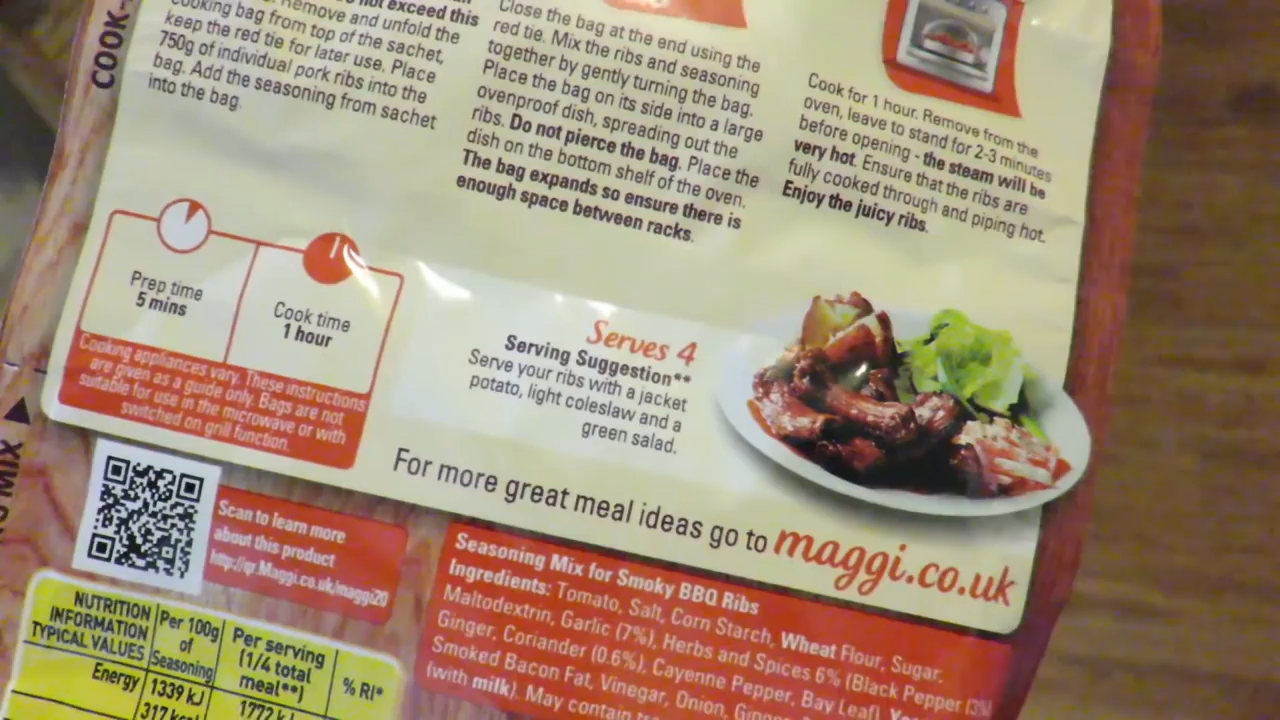 COOK-
not exceed this
Remove and unfold the
cooking bag from top of the sachet,
keep the red tie for later use. Place
750g of individual pork ribs into the
bag. Add the seasoning from sachet
into the bag.
Close the bag at the end using the
red tie. Mix the ribs and seasoning
together by gently turning the bag.
Place the bag on its side into a large
ovenproof dish, spreading out the
ribs. Do not pierce the bag. Place the
dish on the bottom shelf of the oven.
The bag expands so ensure there is
enough space between racks.
Cook for 1 hour. Remove from the
oven, leave to stand for 2-3 minutes
before opening - the steam will be
very hot. Ensure that the ribs are
fully cooked through and piping hot.
Enjoy the juicy ribs.
Prep time
5 mins
Cook time
1 hour
Cooking appliances vary. These instructions
are given as a guide only. Bags are not
suitable for use in the microwave or with
switched on grill function.
Serves 4
Serving Suggestion**
Serve your ribs with a jacket
potato, light coleslaw and a
green salad.
For more great meal ideas go to maggi.co.uk
MIX
Scan to learn more
about this product
http://qr.Maggi.co.uk/maggi20
NUTRITION
INFORMATION
TYPICAL VALUES
Per 100g
of
Seasoning
Per serving
(1/4 total
meal**)
% RI*
Energy
1339 kJ
1772 kJ
317 kcal
Seasoning Mix for Smoky BBQ Ribs
Ingredients: Tomato, Salt, Corn Starch, Wheat Flour, Sugar,
Maltodextrin, Garlic (7%), Herbs and Spices 6% (Black Pepper (3%)
Ginger, Coriander (0.6%), Cayenne Pepper, Bay Leaf),
Smoked Bacon Fat, Vinegar, Onion,
(with milk). May contain